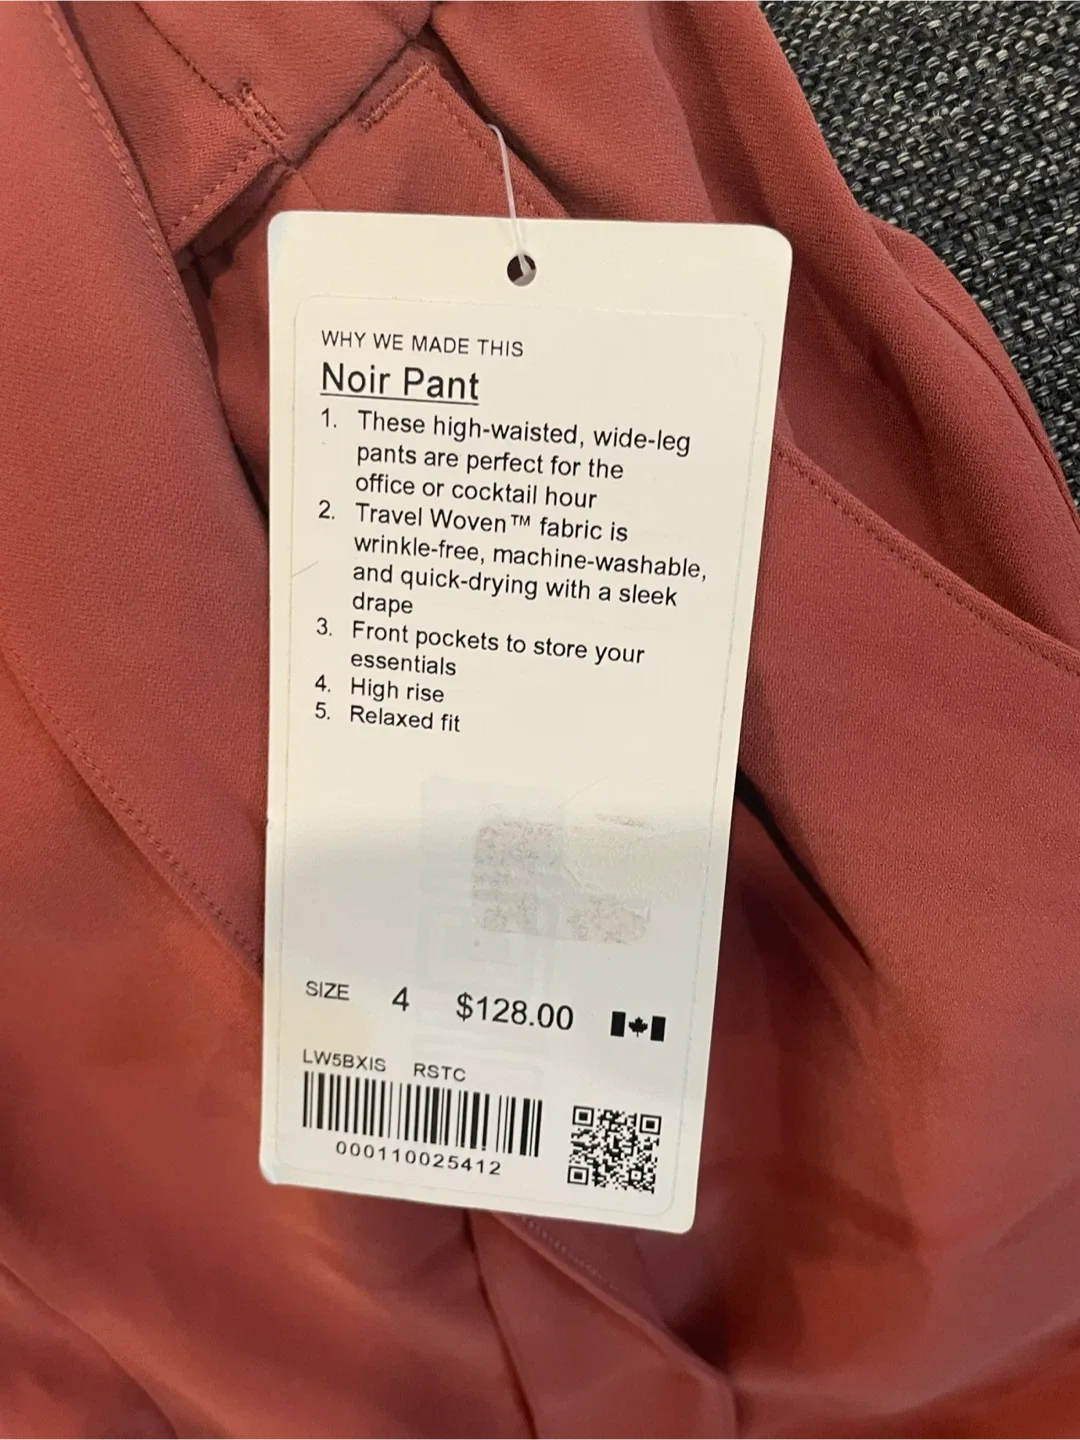 WHY WE MADE THIS
Noir Pant
1. These high-waisted, wide-leg
pants are perfect for the
office or cocktail hour
2. Travel Woven™ fabric is
wrinkle-free, machine-washable,
and quick-drying with a sleek
drape
3. Front pockets to store your
essentials
4. High rise
5. Relaxed fit
SIZE 4 $128.00
LW5BXIS RSTC
000110025412